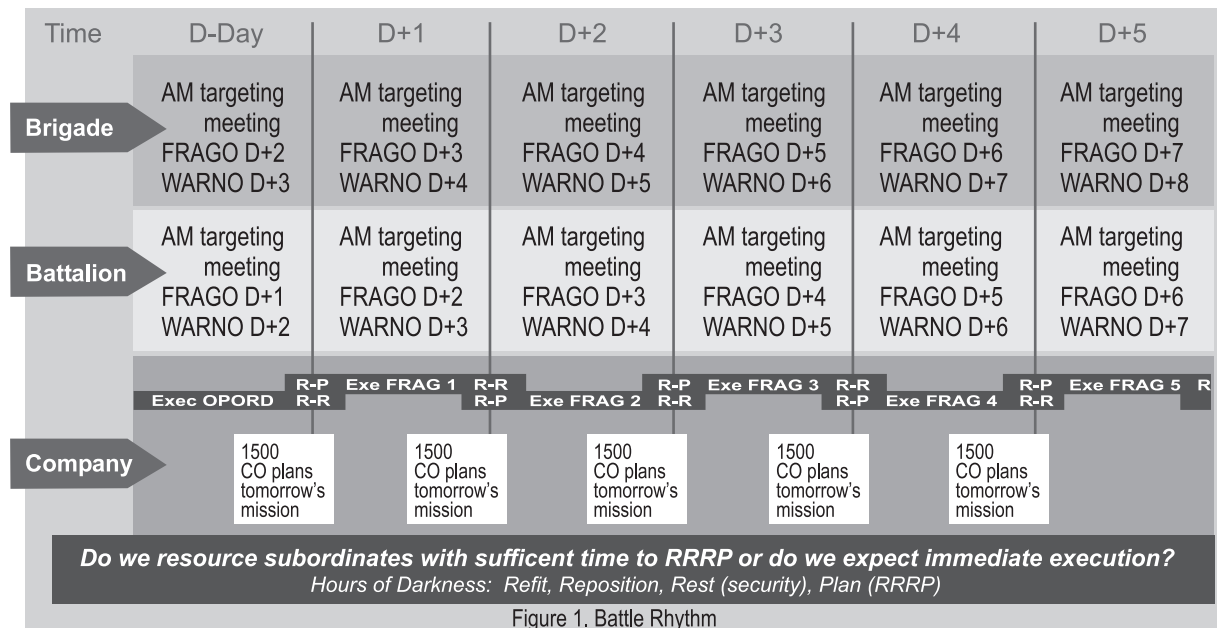 Time D-Day D+1 D+2 D+3 D+4 D+5
Brigade
AM targeting AM targeting AM targeting AM targeting AM targeting AM targeting
meeting meeting meeting meeting meeting meeting
FRAGO D+2 FRAGO D+3 FRAGO D+4 FRAGO D+5 FRAGO D+6 FRAGO D+7
WARNO D+3 WARNO D+4 WARNO D+5 WARNO D+6 WARNO D+7 WARNO D+8
Battalion
AM targeting AM targeting AM targeting AM targeting AM targeting AM targeting
meeting meeting meeting meeting meeting meeting
FRAGO D+1 FRAGO D+2 FRAGO D+3 FRAGO D+4 FRAGO D+5 FRAGO D+6
WARNO D+2 WARNO D+3 WARNO D+4 WARNO D+5 WARNO D+6 WARNO D+7
R-P Exe FRAG 1 R-R R-P Exe FRAG 3 R-R R-P Exe FRAG 5 R
Exec OPORD R-R R-P Exe FRAG 2 R-R R-P Exe FRAG 4 R-R
Company
1500 1500 1500 1500 1500
CO plans CO plans CO plans CO plans CO plans
tomorrow's tomorrow's tomorrow's tomorrow's tomorrow's
mission mission mission mission mission
Do we resource subordinates with sufficent time to RRRP or do we expect immediate execution?
Hours of Darkness: Refit, Reposition, Rest (security), Plan (RRRP)
Figure 1. Battle Rhythm